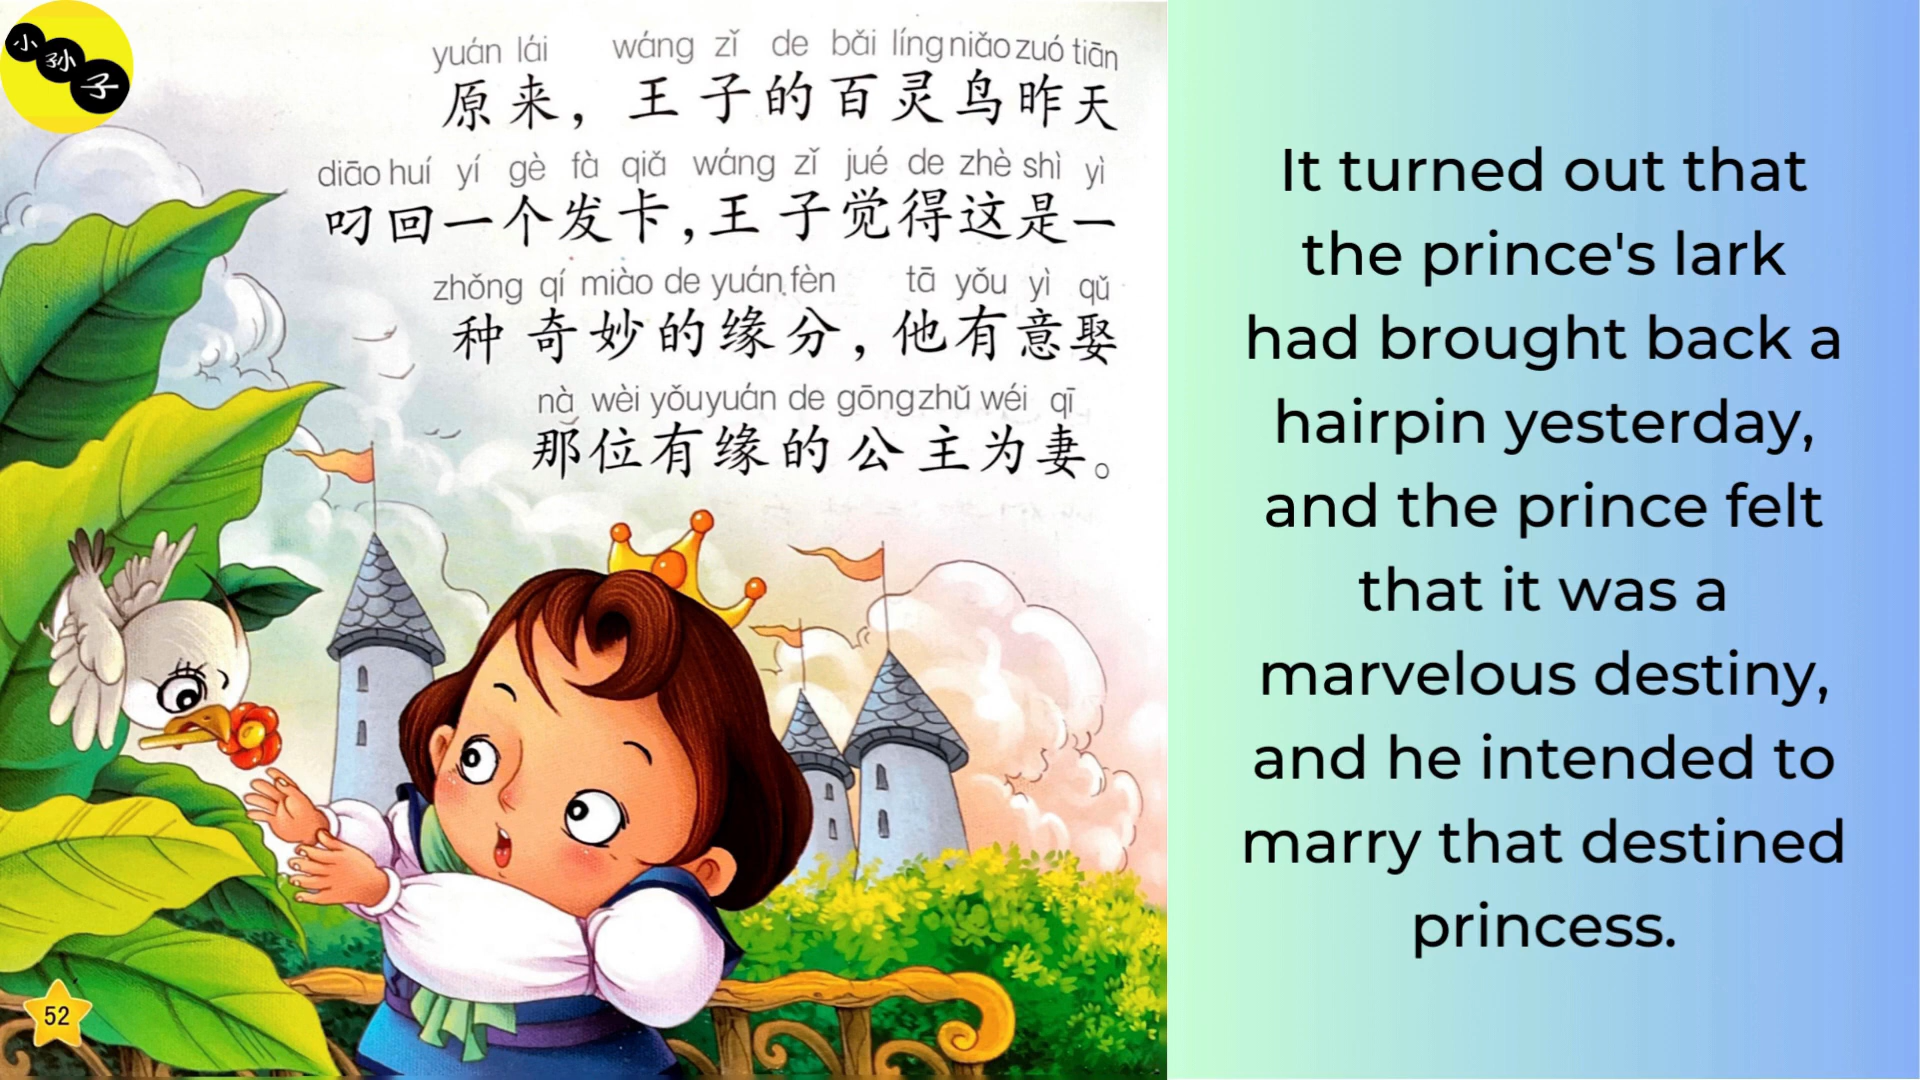 小孙子
yuán lái wáng zǐ de bǎi líng niǎo zuó tiān
原来，王子的百灵鸟昨天
diāo huí yí gè fà qiǎ wáng zǐ jué de zhè shì yì
叼回一个发卡，王子觉得这是一
zhǒng qí miào de yuán fèn tā yǒu yì qǔ
种奇妙的缘分，他有意娶
nà wèi yǒu yuán de gōng zhǔ wéi qī
那位有缘的公主为妻。
52
It turned out that
the prince's lark
had brought back a
hairpin yesterday,
and the prince felt
that it was a
marvelous destiny,
and he intended to
marry that destined
princess.